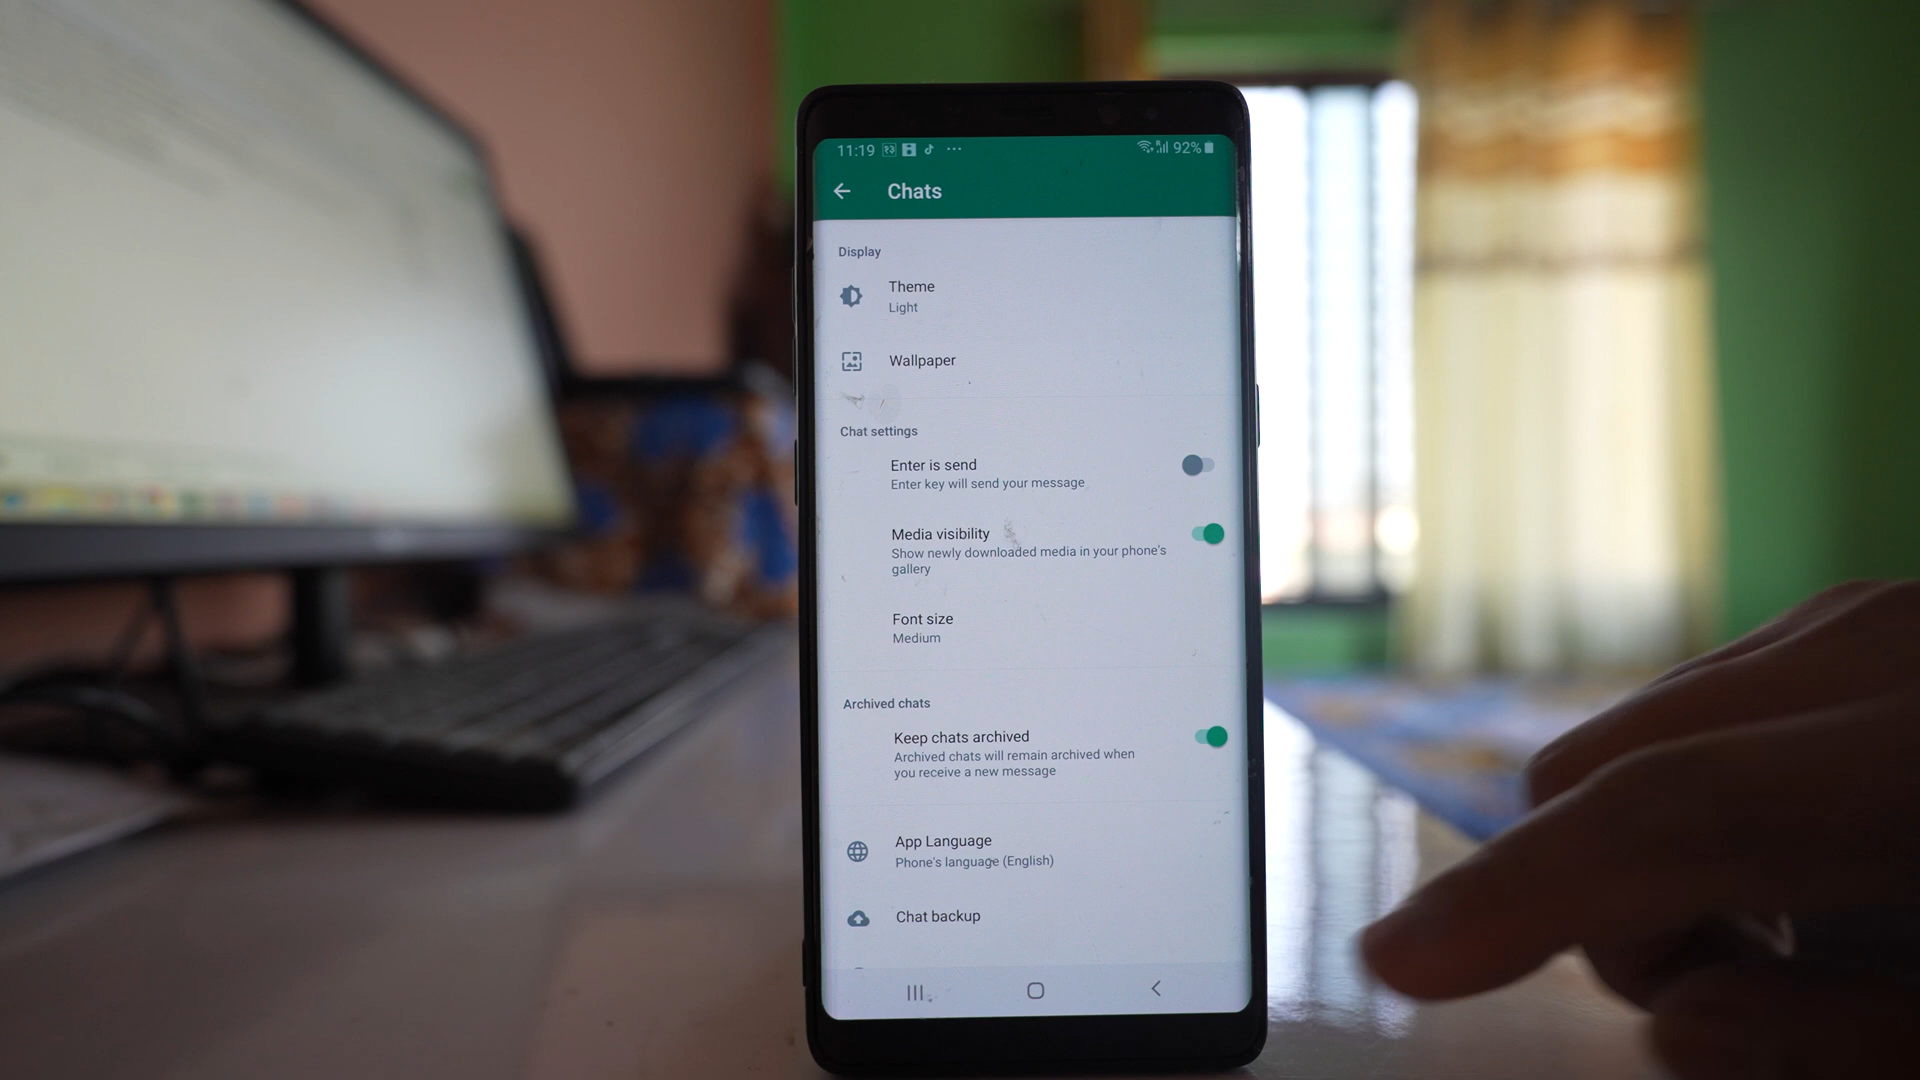 11:19
92%
Chats
Display
Theme
Light
Wallpaper
Chat settings
Enter is send
Enter key will send your message
Media visibility
Show newly downloaded media in your phone's
gallery
Font size
Medium
Archived chats
Keep chats archived
Archived chats will remain archived when
you receive a new message
App Language
Phone's language (English)
Chat backup